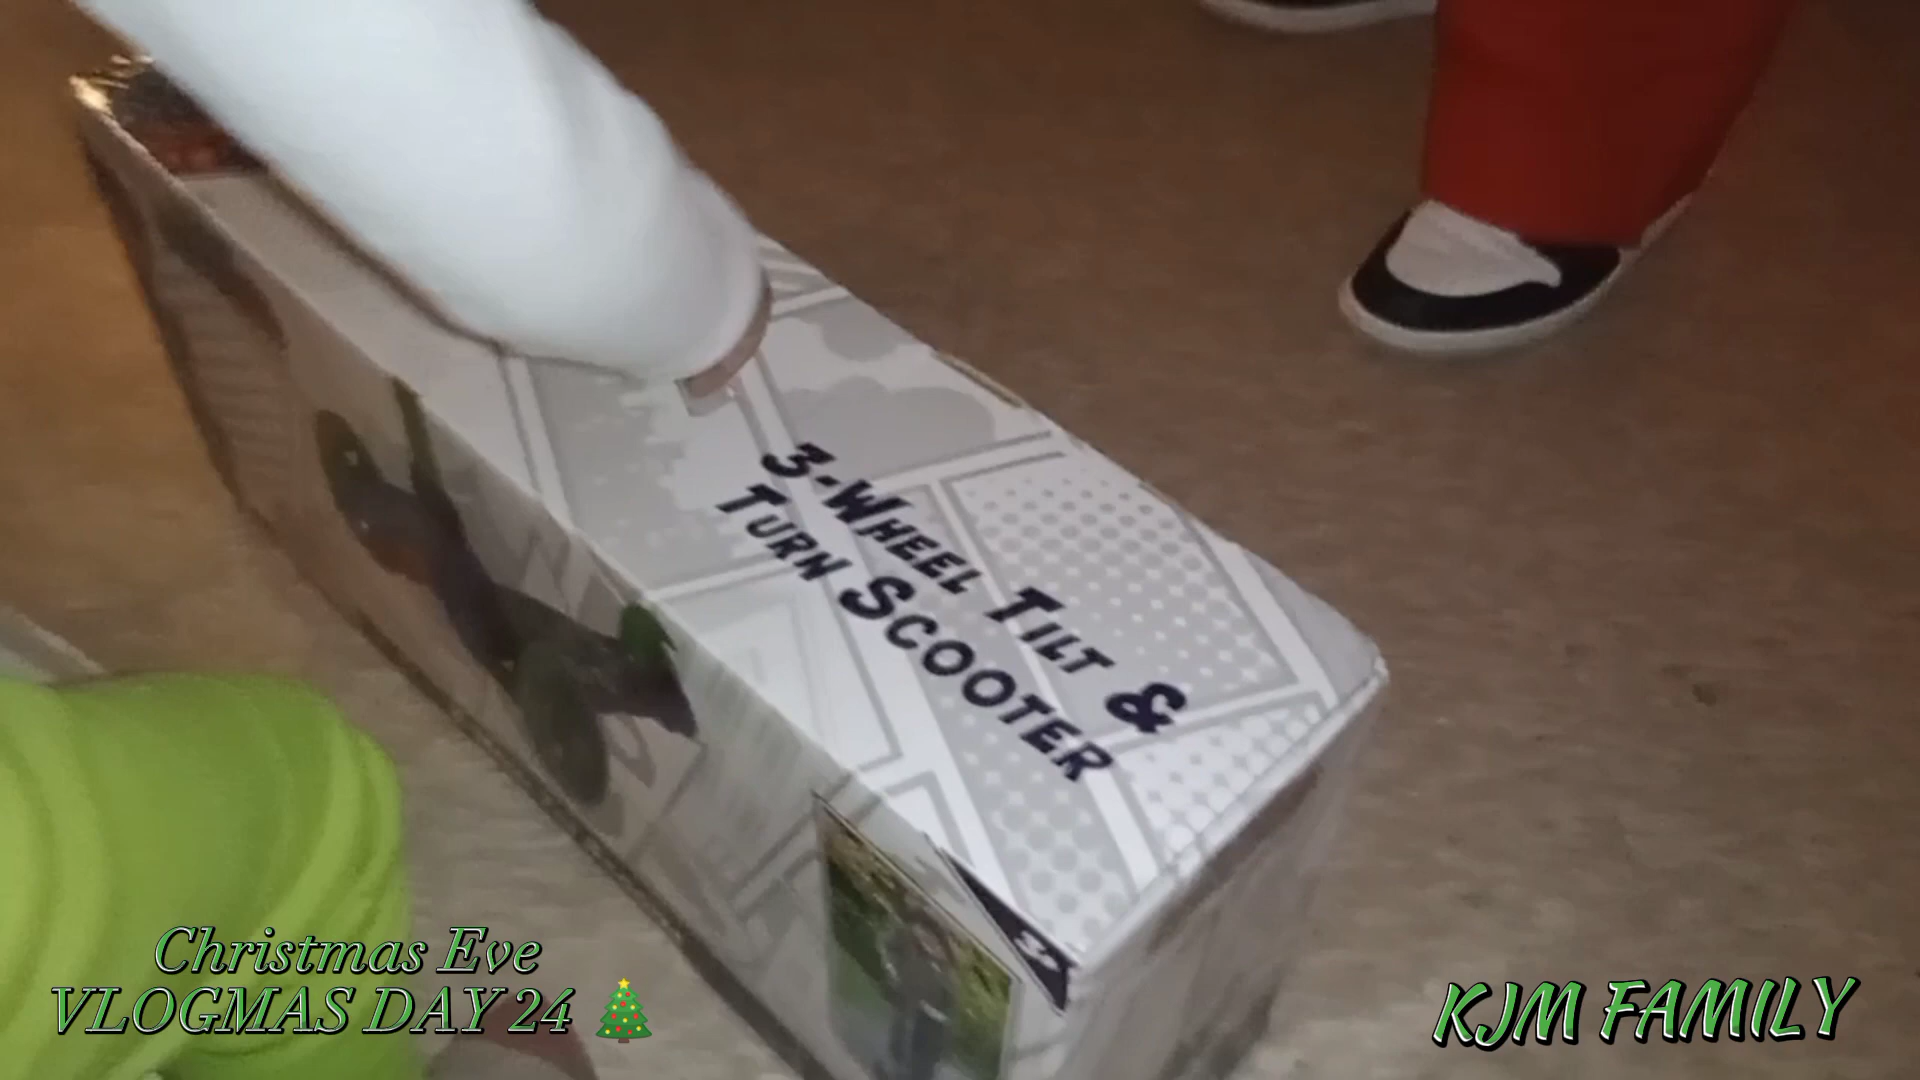 3-WHEEL TILT &
TURN SCOOTER
Christmas Eve
VLOGMAS DAY 24 🎄
KJM FAMILY